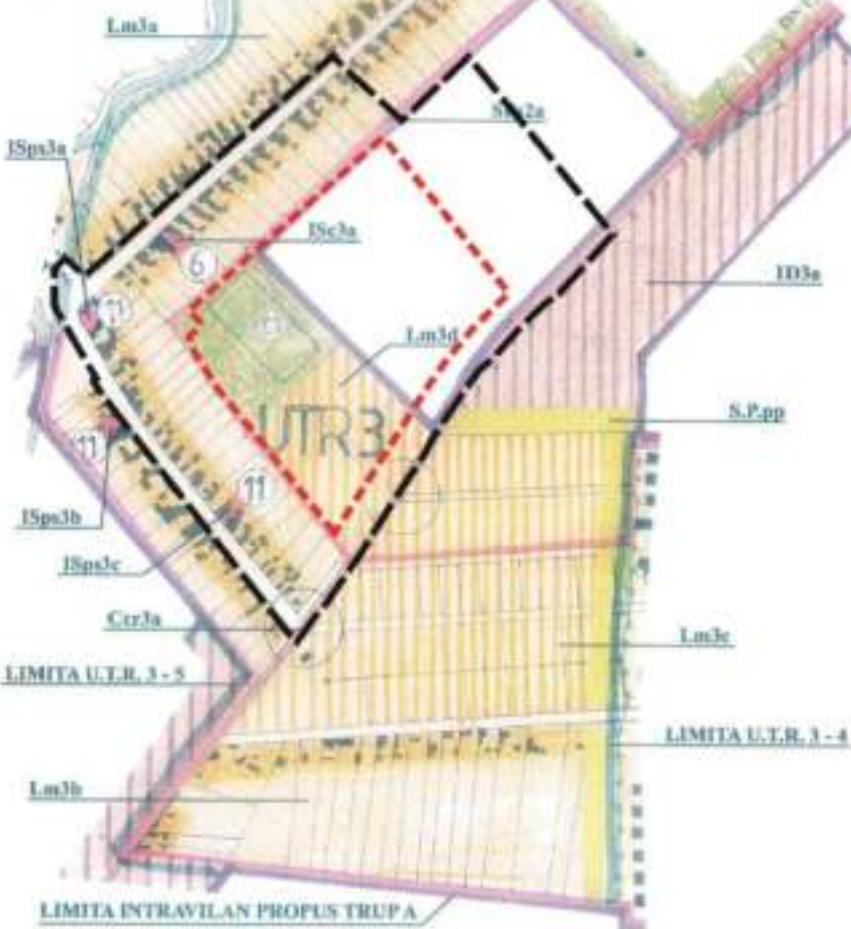 Lm3a
ISps3a
ISc3a
6
11
ID3a
Lm3d
UTR3
S.P.pp
11
11
ISps3b
ISps3c
Ccr3a
Lm3c
LIMITA U.T.R. 3 - 5
LIMITA U.T.R. 3 - 4
Lm3b
LIMITA INTRAVILAN PROPUS TRUP A